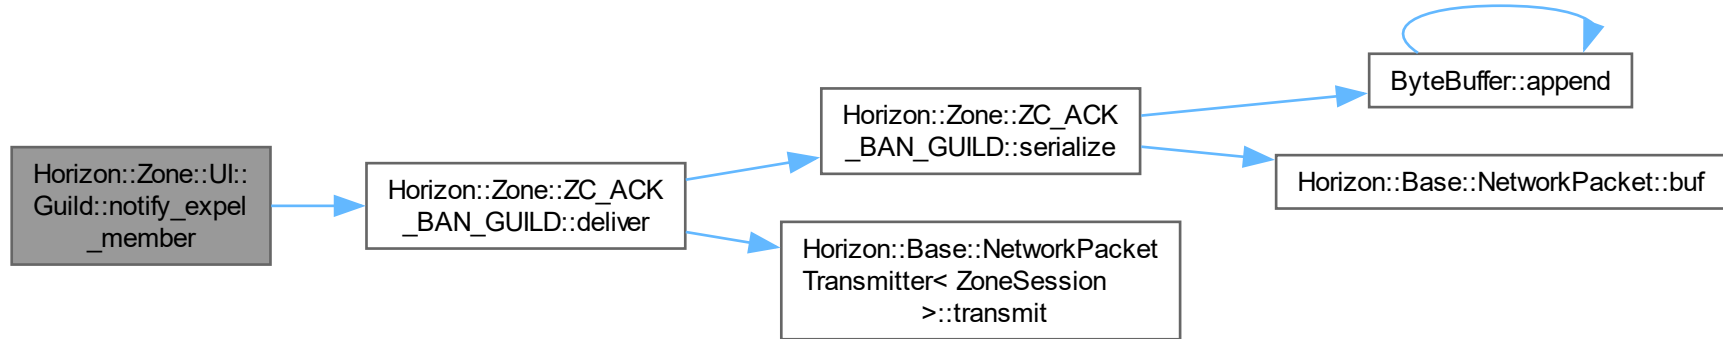 Horizon::Zone::UI::
Guild::notify_expel
_member
Horizon::Zone::ZC_ACK
_BAN_GUILD::deliver
Horizon::Zone::ZC_ACK
_BAN_GUILD::serialize
ByteBuffer::append
Horizon::Base::NetworkPacket::buf
Horizon::Base::NetworkPacket
Transmitter< ZoneSession
>::transmit